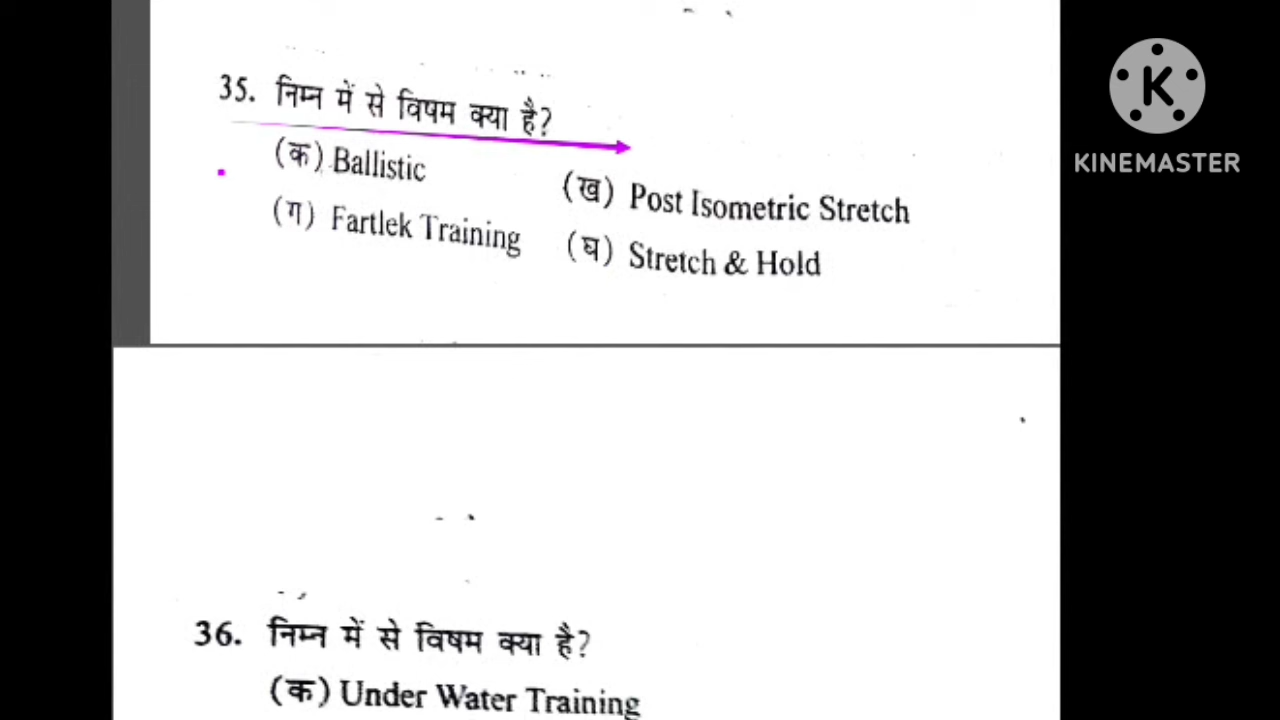 35. निम्न में से विषम क्या है?
(क) Ballistic
(ख) Post Isometric Stretch
(ग) Fartlek Training
(घ) Stretch & Hold
36. निम्न में से विषम क्या है?
(क) Under Water Training
K
KINEMASTER